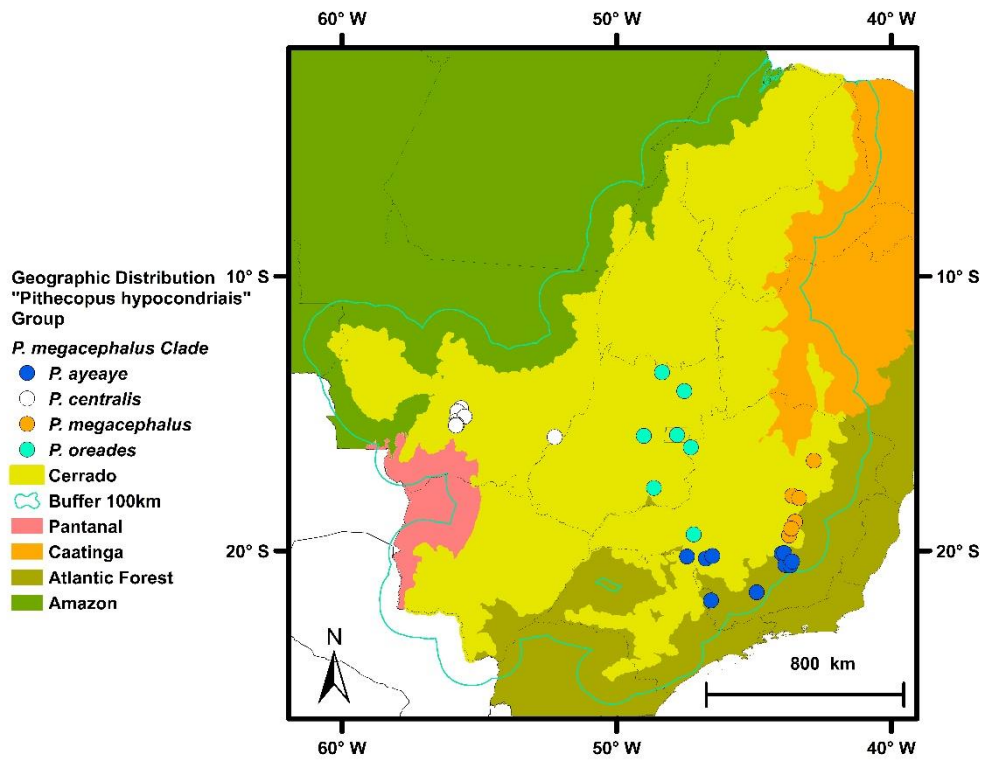 60° W 50° W 40° W
Geographic Distribution 10° S 10° S
"Pithecopus hypocondriais"
Group
P. megacephalus Clade
P. ayeaye
P. centralis
P. megacephalus
P. oreades
Cerrado
Buffer 100km
Pantanal
Caatinga 20° S 20° S
Atlantic Forest
Amazon
N
800 km
60° W 50° W 40° W